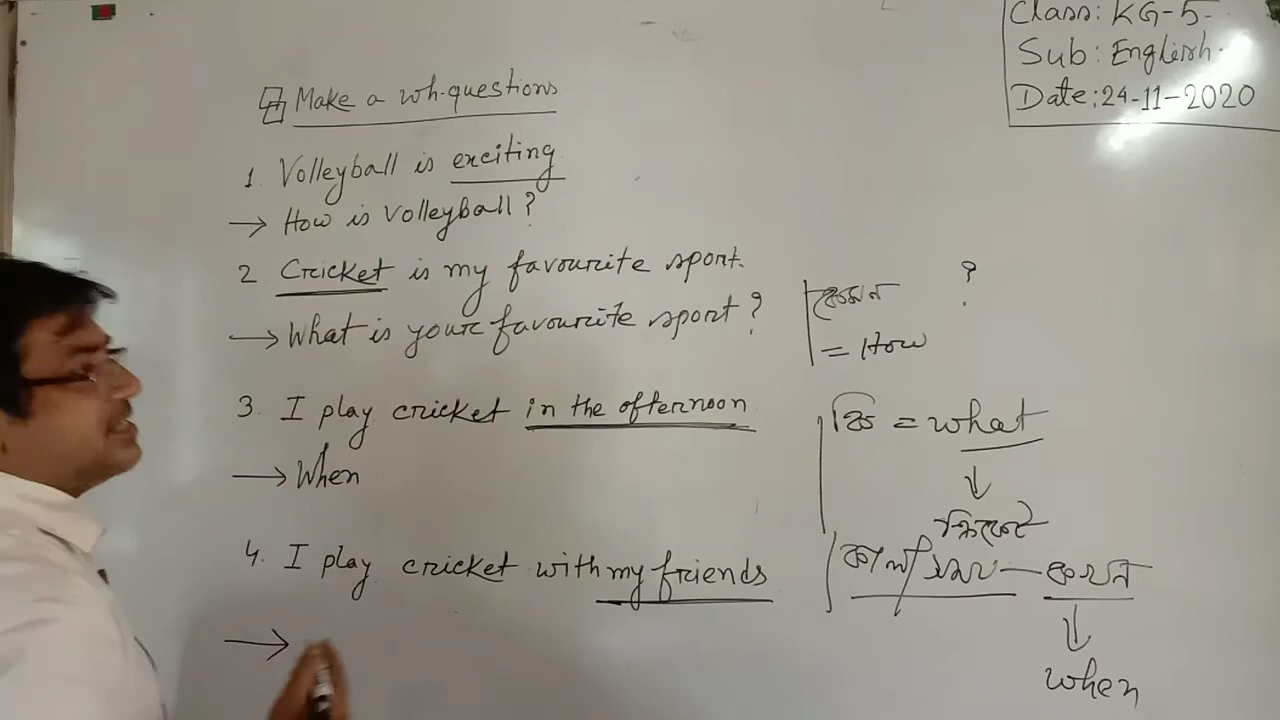 Class: KG-5
Sub: English
Date: 24-11-2020
Make a wh-questions
1. Volleyball is exciting
→ How is volleyball?
2. Cricket is my favourite sport.
→ What is your favourite sport?
3. I play cricket in the afternoon
→ When
4. I play cricket with my friends
→
কেমন ?
= How
কি = what
↓
ক্রিকেট
কাল/সময় — কখন
↓
when